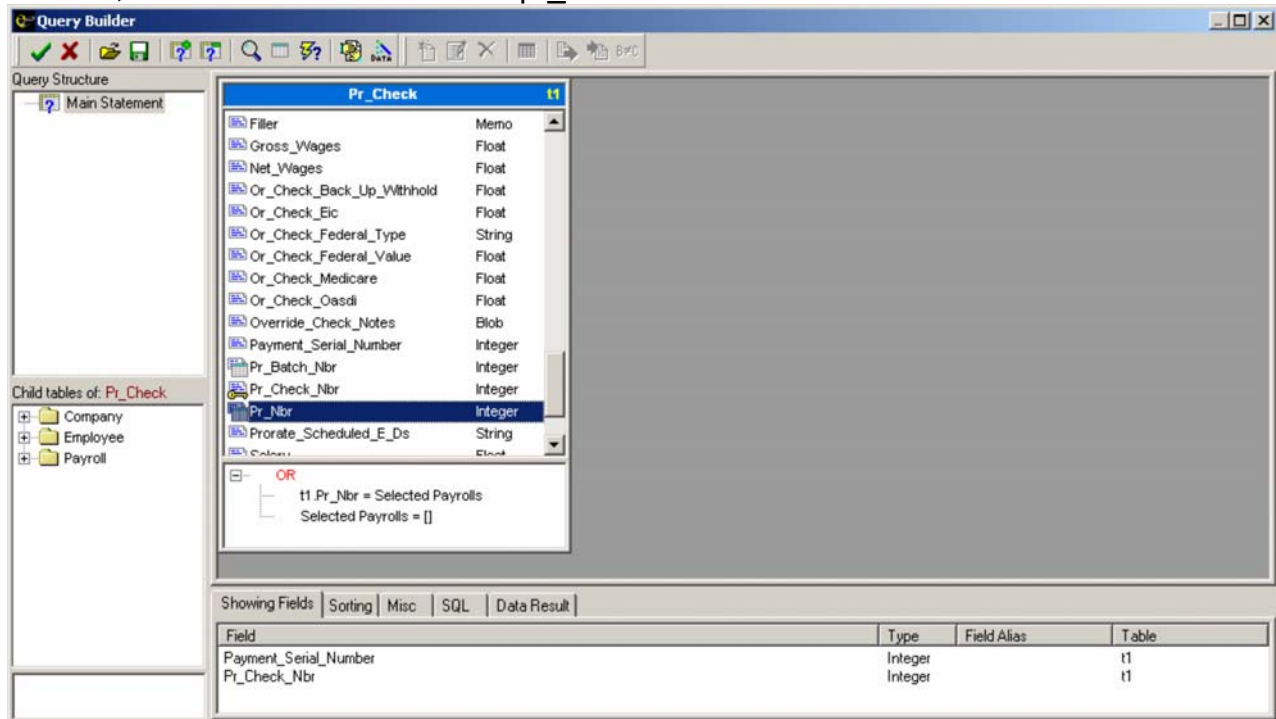 Query Builder
DATA B≠C
Query Structure
Main Statement
Pr_Check t1
Filler Memo
Gross_Wages Float
Net_Wages Float
Or_Check_Back_Up_Withhold Float
Or_Check_Eic Float
Or_Check_Federal_Type String
Or_Check_Federal_Value Float
Or_Check_Medicare Float
Or_Check_Oasdi Float
Override_Check_Notes Blob
Payment_Serial_Number Integer
Pr_Batch_Nbr Integer
Pr_Check_Nbr Integer
Pr_Nbr Integer
Prorate_Scheduled_E_Ds String
Salary Float
OR
t1.Pr_Nbr = Selected Payrolls
Selected Payrolls = []
Child tables of: Pr_Check
Company
Employee
Payroll
Showing Fields Sorting Misc SQL Data Result
Field Type Field Alias Table
Payment_Serial_Number Integer t1
Pr_Check_Nbr Integer t1